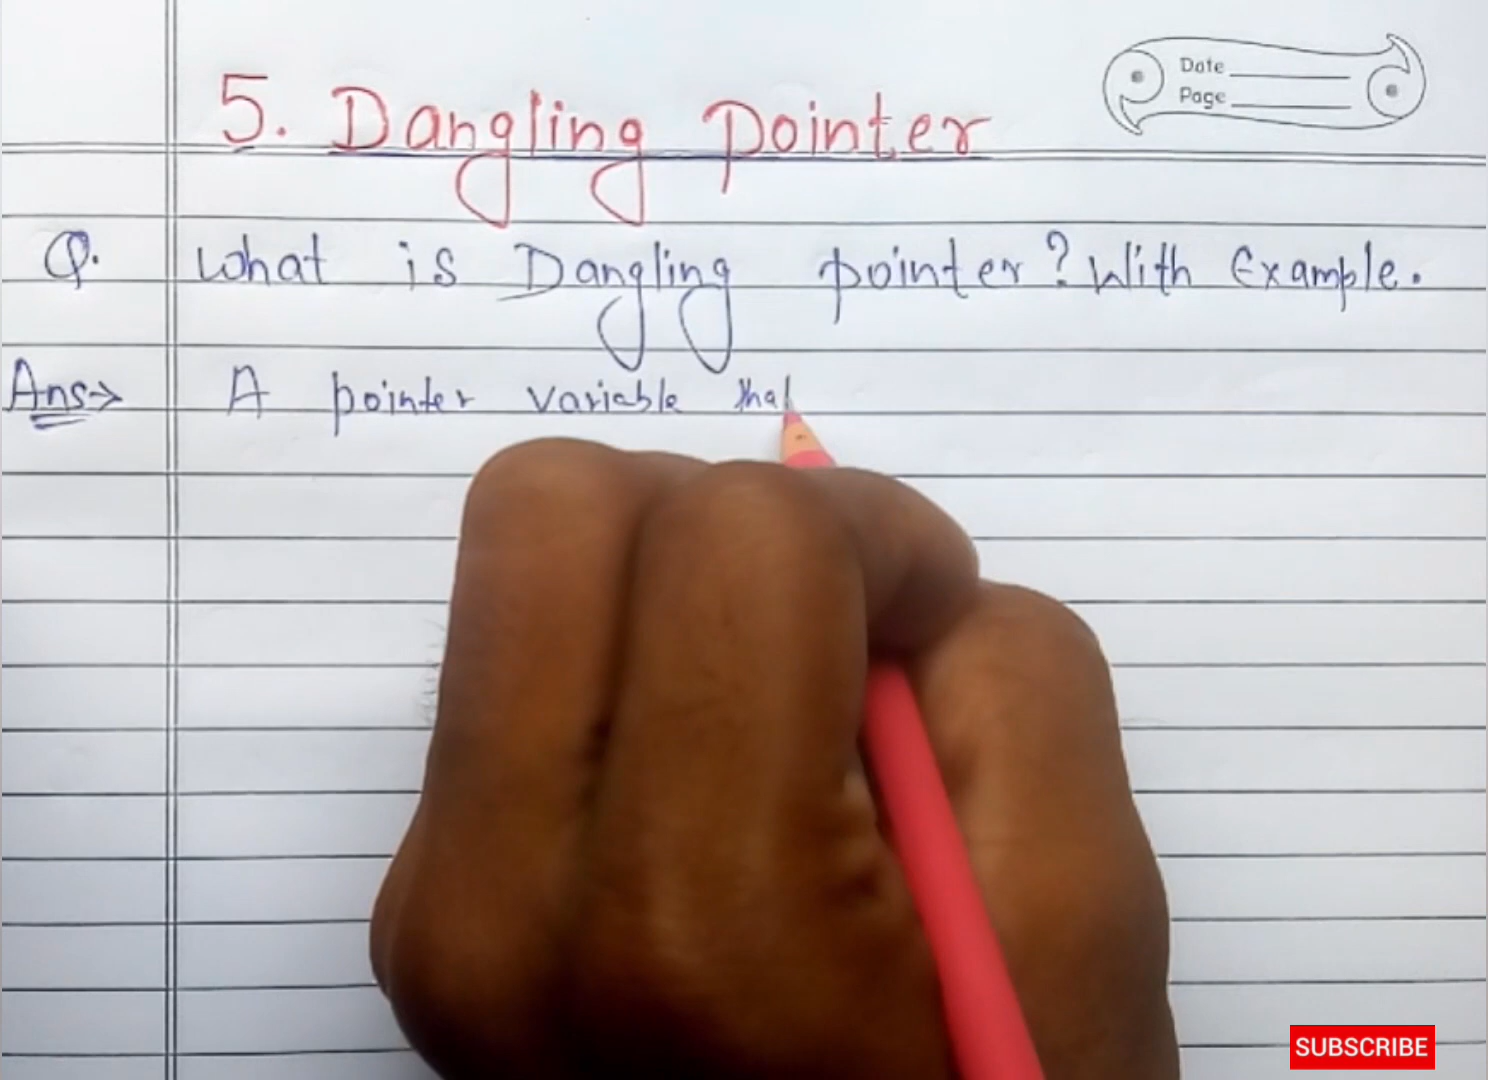 Date
Page
5. Dangling Pointer
Q. What is Dangling pointer? With Example.
Ans→ A pointer variable that
SUBSCRIBE